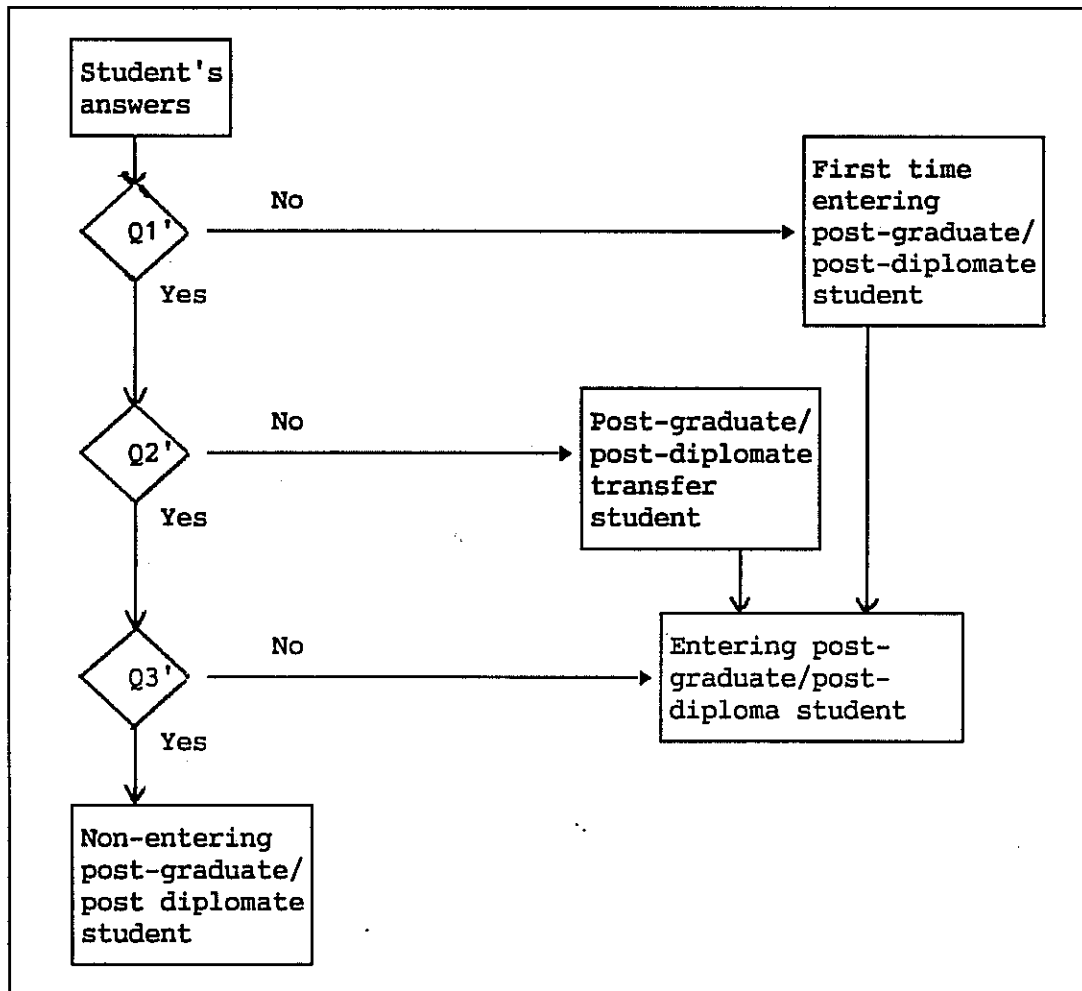 Student's
answers
Q1'
No
Yes
First time
entering
post-graduate/
post-diplomate
student
Q2'
No
Yes
Post-graduate/
post-diplomate
transfer
student
Q3'
No
Yes
Entering post-
graduate/post-
diploma student
Non-entering
post-graduate/
post diplomate
student